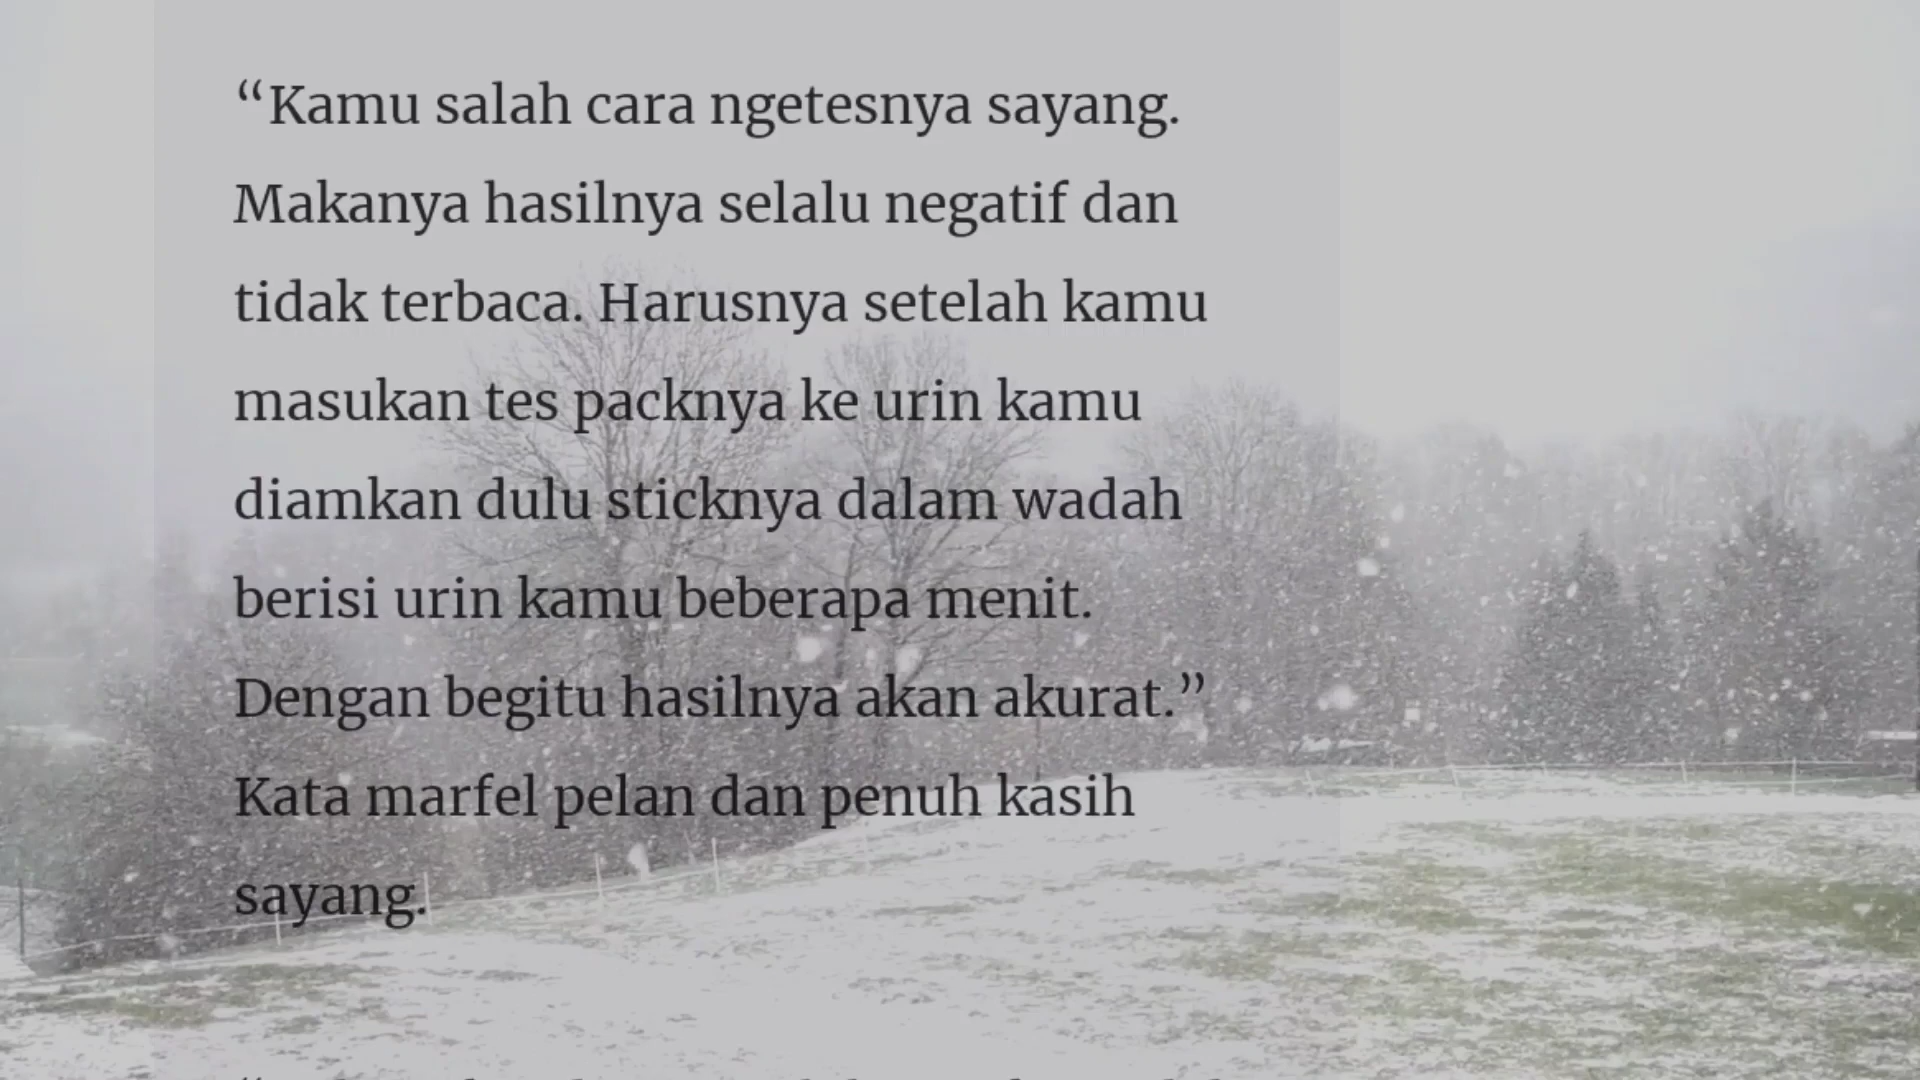 “Kamu salah cara ngetesnya sayang.
Makanya hasilnya selalu negatif dan
tidak terbaca. Harusnya setelah kamu
masukan tes packnya ke urin kamu
diamkan dulu sticknya dalam wadah
berisi urin kamu beberapa menit.
Dengan begitu hasilnya akan akurat.”
Kata marfel pelan dan penuh kasih
sayang.